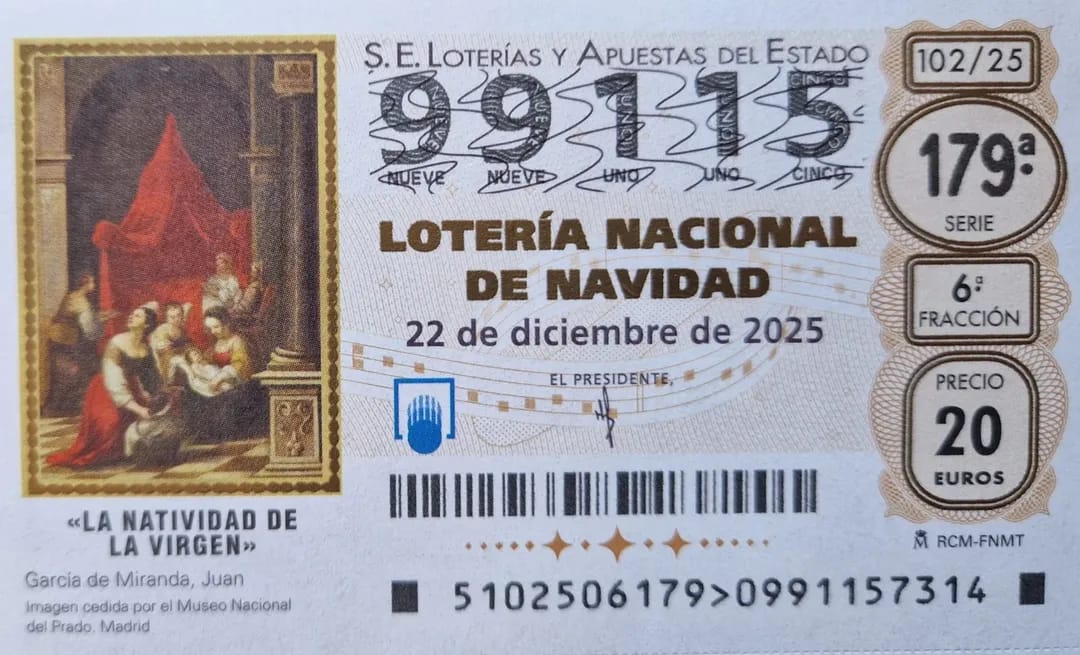 S.E. LOTERÍAS Y APUESTAS DEL ESTADO
99115
NUEVE NUEVE UNO UNO CINCO
LOTERÍA NACIONAL
DE NAVIDAD
22 de diciembre de 2025
EL PRESIDENTE,
102/25
179ª
SERIE
6ª
FRACCIÓN
PRECIO
20
EUROS
RCM-FNMT
«LA NATIVIDAD DE
LA VIRGEN»
García de Miranda, Juan
Imagen cedida por el Museo Nacional
del Prado. Madrid
5102506179>0991157314